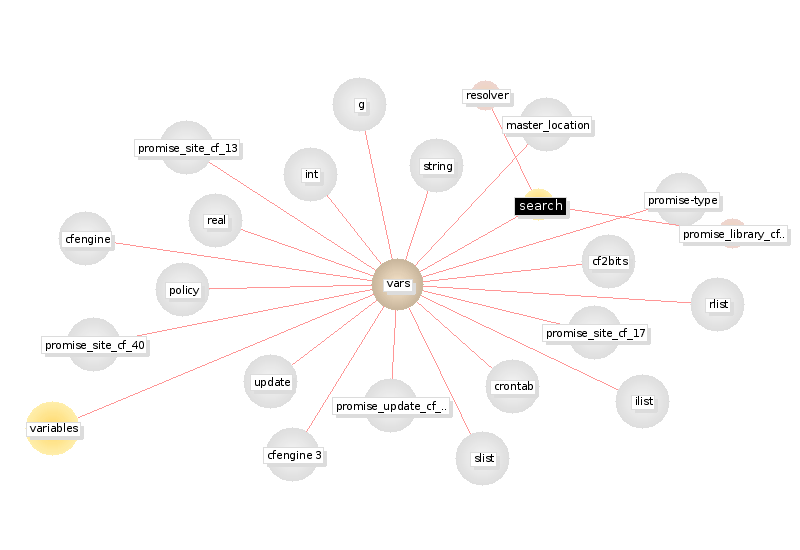 resolver
g
master_location
promise_site_cf_13
string
int
promise-type
search
real
promise_library_cf..
cfengine
cf2bits
vars
policy
rlist
promise_site_cf_17
promise_site_cf_40
update
crontab
ilist
promise_update_cf_..
variables
cfengine 3
slist